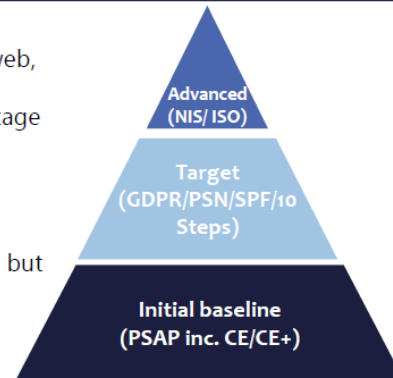 web,
Advanced
(NIS/ ISO)
tage
Target
(GDPR/PSN/SPF/10
Steps)
but
Initial baseline
(PSAP inc. CE/CE+)